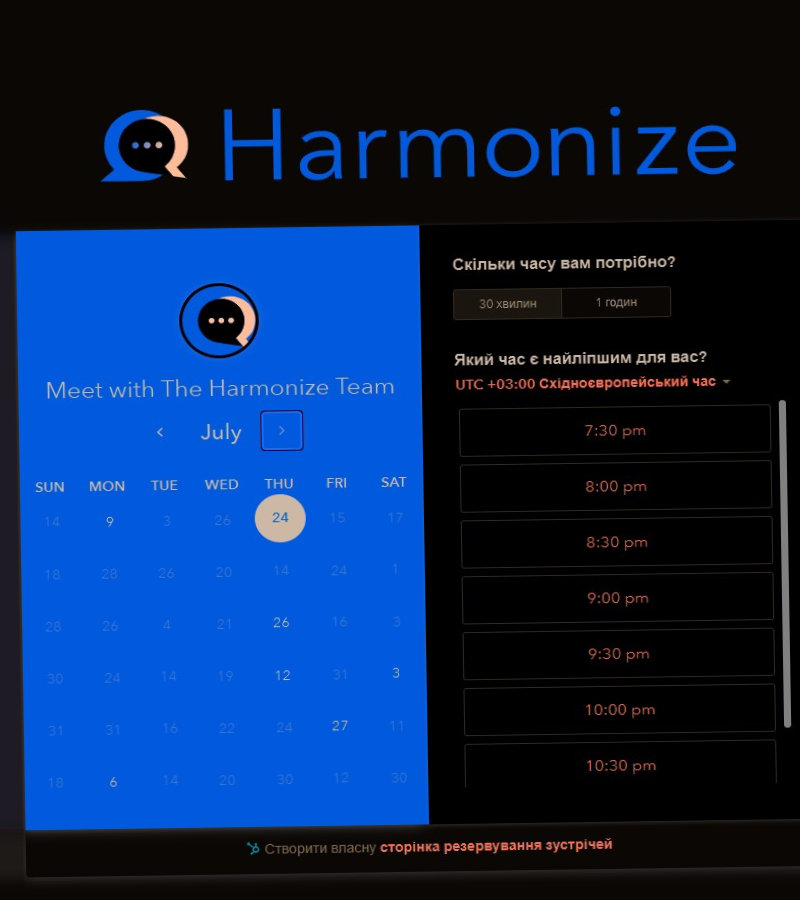 Harmonize
Meet with The Harmonize Team
July
SUN MON TUE WED THU FRI SAT
14 9 3 26 24 15 17
18 28 26 20 14 24 1
28 26 4 21 26 16 3
30 24 14 19 12 31 3
31 31 16 22 24 27 11
18 6 14 20 30 12 30
Скільки часу вам потрібно?
30 хвилин 1 годин
Який час є найліпшим для вас?
UTC +03:00 Східноєвропейський час
7:30 pm
8:00 pm
8:30 pm
9:00 pm
9:30 pm
10:00 pm
10:30 pm
Створити власну сторінка резервування зустрічей